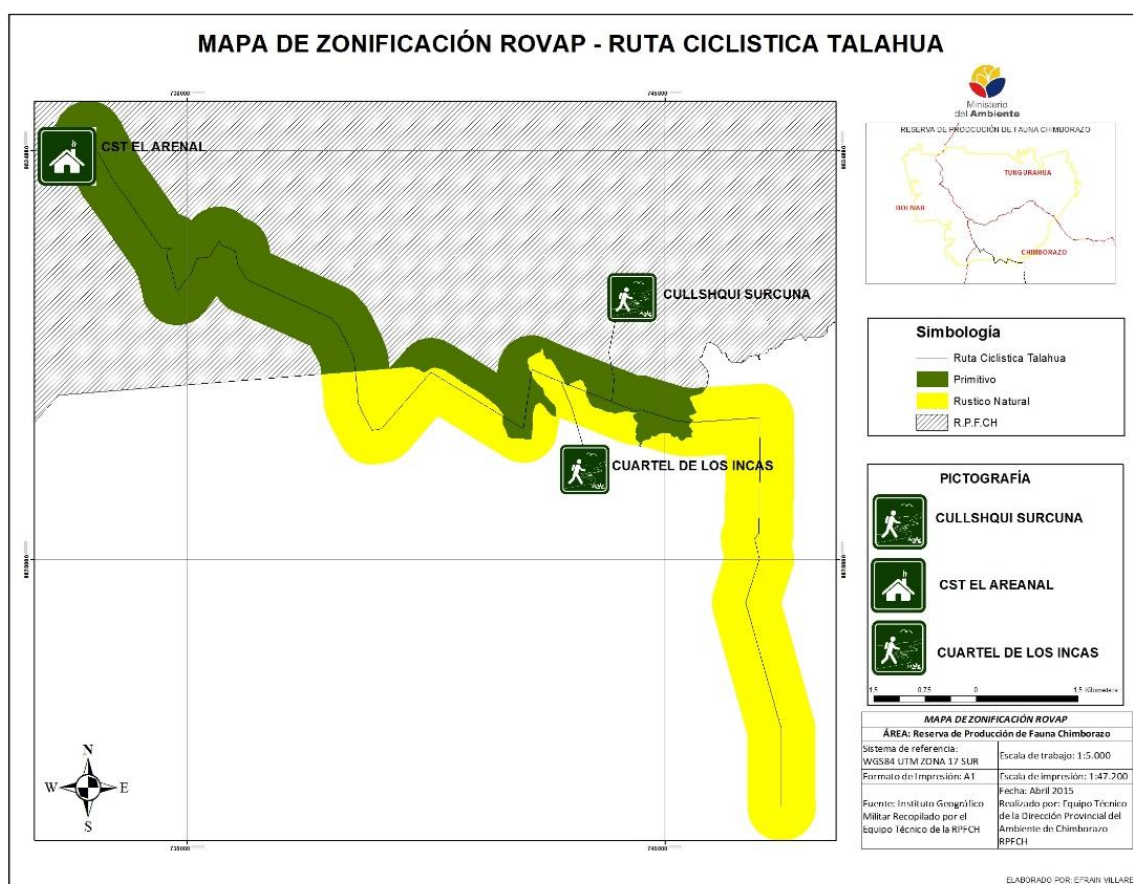 MAPA DE ZONIFICACIÓN ROVAP - RUTA CICLISTICA TALAHUA
Ministerio
del Ambiente
RESERVA DE PRODUCCION DE FAUNA CHIMBORAZO
TUNGURAHUA
BOLIVAR
CHIMBORAZO
CST EL ARENAL
CULLSHQUI SURCUNA
CUARTEL DE LOS INCAS
N
W
E
S
Simbología
Ruta Ciclistica Talahua
Primitivo
Rustico Natural
R.P.F.CH
PICTOGRAFÍA
CULLSHQUI SURCUNA
CST EL AREANAL
CUARTEL DE LOS INCAS
1,5 0,75 0 1,5 Kilometers
MAPA DE ZONIFICACIÓN ROVAP
ÁREA: Reserva de Producción de Fauna Chimborazo
Sistema de referencia:
WGS84 UTM ZONA 17 SUR
Escala de trabajo: 1:5.000
Formato de Impresión: A1
Escala de impresión: 1:47.200
Fuente: Instituto Geográfico
Militar Recopilado por el
Equipo Técnico de la RPFCH
Fecha: Abril 2015
Realizado por: Equipo Técnico
de la Dirección Provincial del
Ambiente de Chimborazo
RPFCH
ELABORADO POR: EFRAIN VILLARE